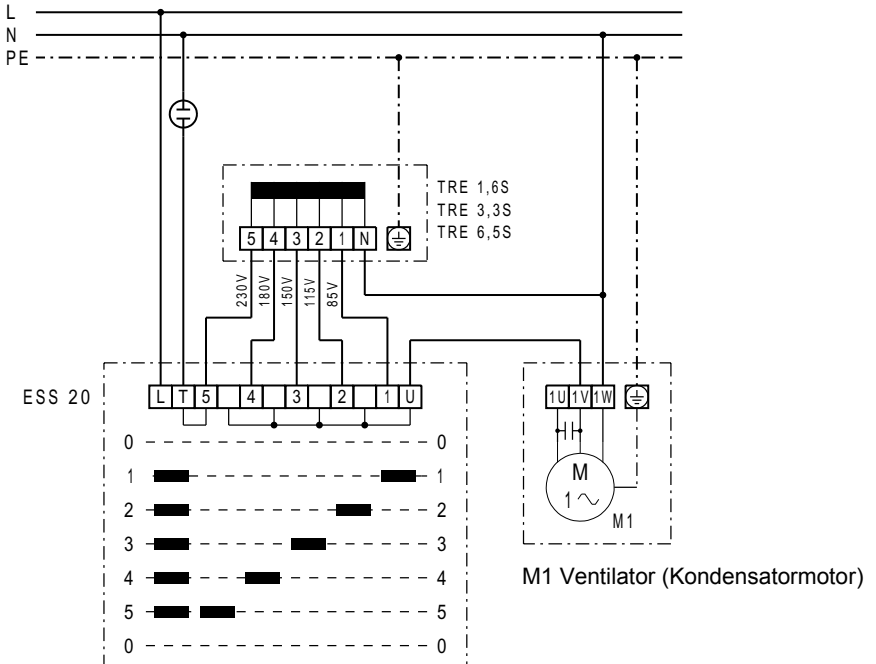 L
N
PE
TRE 1,6S
TRE 3,3S
TRE 6,5S
5 4 3 2 1 N
230V 180V 150V 115V 85V
ESS 20
L T 5 4 3 2 1 U
1U 1V 1W
0 0
1 1
2 2
3 3
4 4
5 5
0 0
M
1
M1
M1 Ventilator (Kondensatormotor)